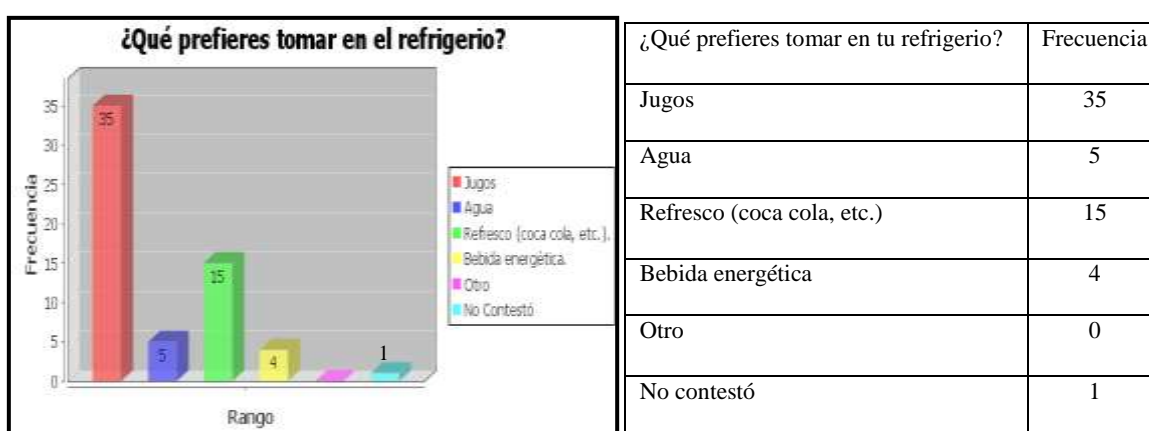 ¿Qué prefieres tomar en el refrigerio?
Frecuencia
35
30
25
20
15
10
5
0
35
5
15
4
1
Rango
Jugos
Agua
Refresco (coca cola, etc.).
Bebida energética.
Otro
No Contestó
¿Qué prefieres tomar en tu refrigerio? Frecuencia
Jugos 35
Agua 5
Refresco (coca cola, etc.) 15
Bebida energética 4
Otro 0
No contestó 1